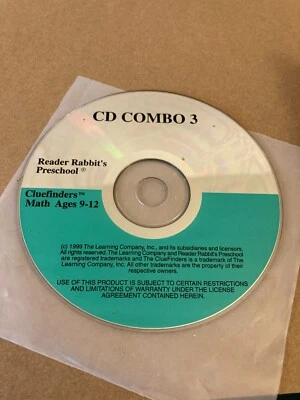 CD COMBO 3
Reader Rabbit's
Preschool ®
Cluefinders™
Math Ages 9-12
(c) 1999 The Learning Company, Inc., and its subsidiaries and licensors.
All rights reserved. The Learning Company and Reader Rabbit's Preschool
are registered trademarks and The ClueFinders is a trademark of The
Learning Company, Inc. All other trademarks are the property of their
respective owners.
USE OF THIS PRODUCT IS SUBJECT TO CERTAIN RESTRICTIONS
AND LIMITATIONS OF WARRANTY UNDER THE LICENSE
AGREEMENT CONTAINED HEREIN.